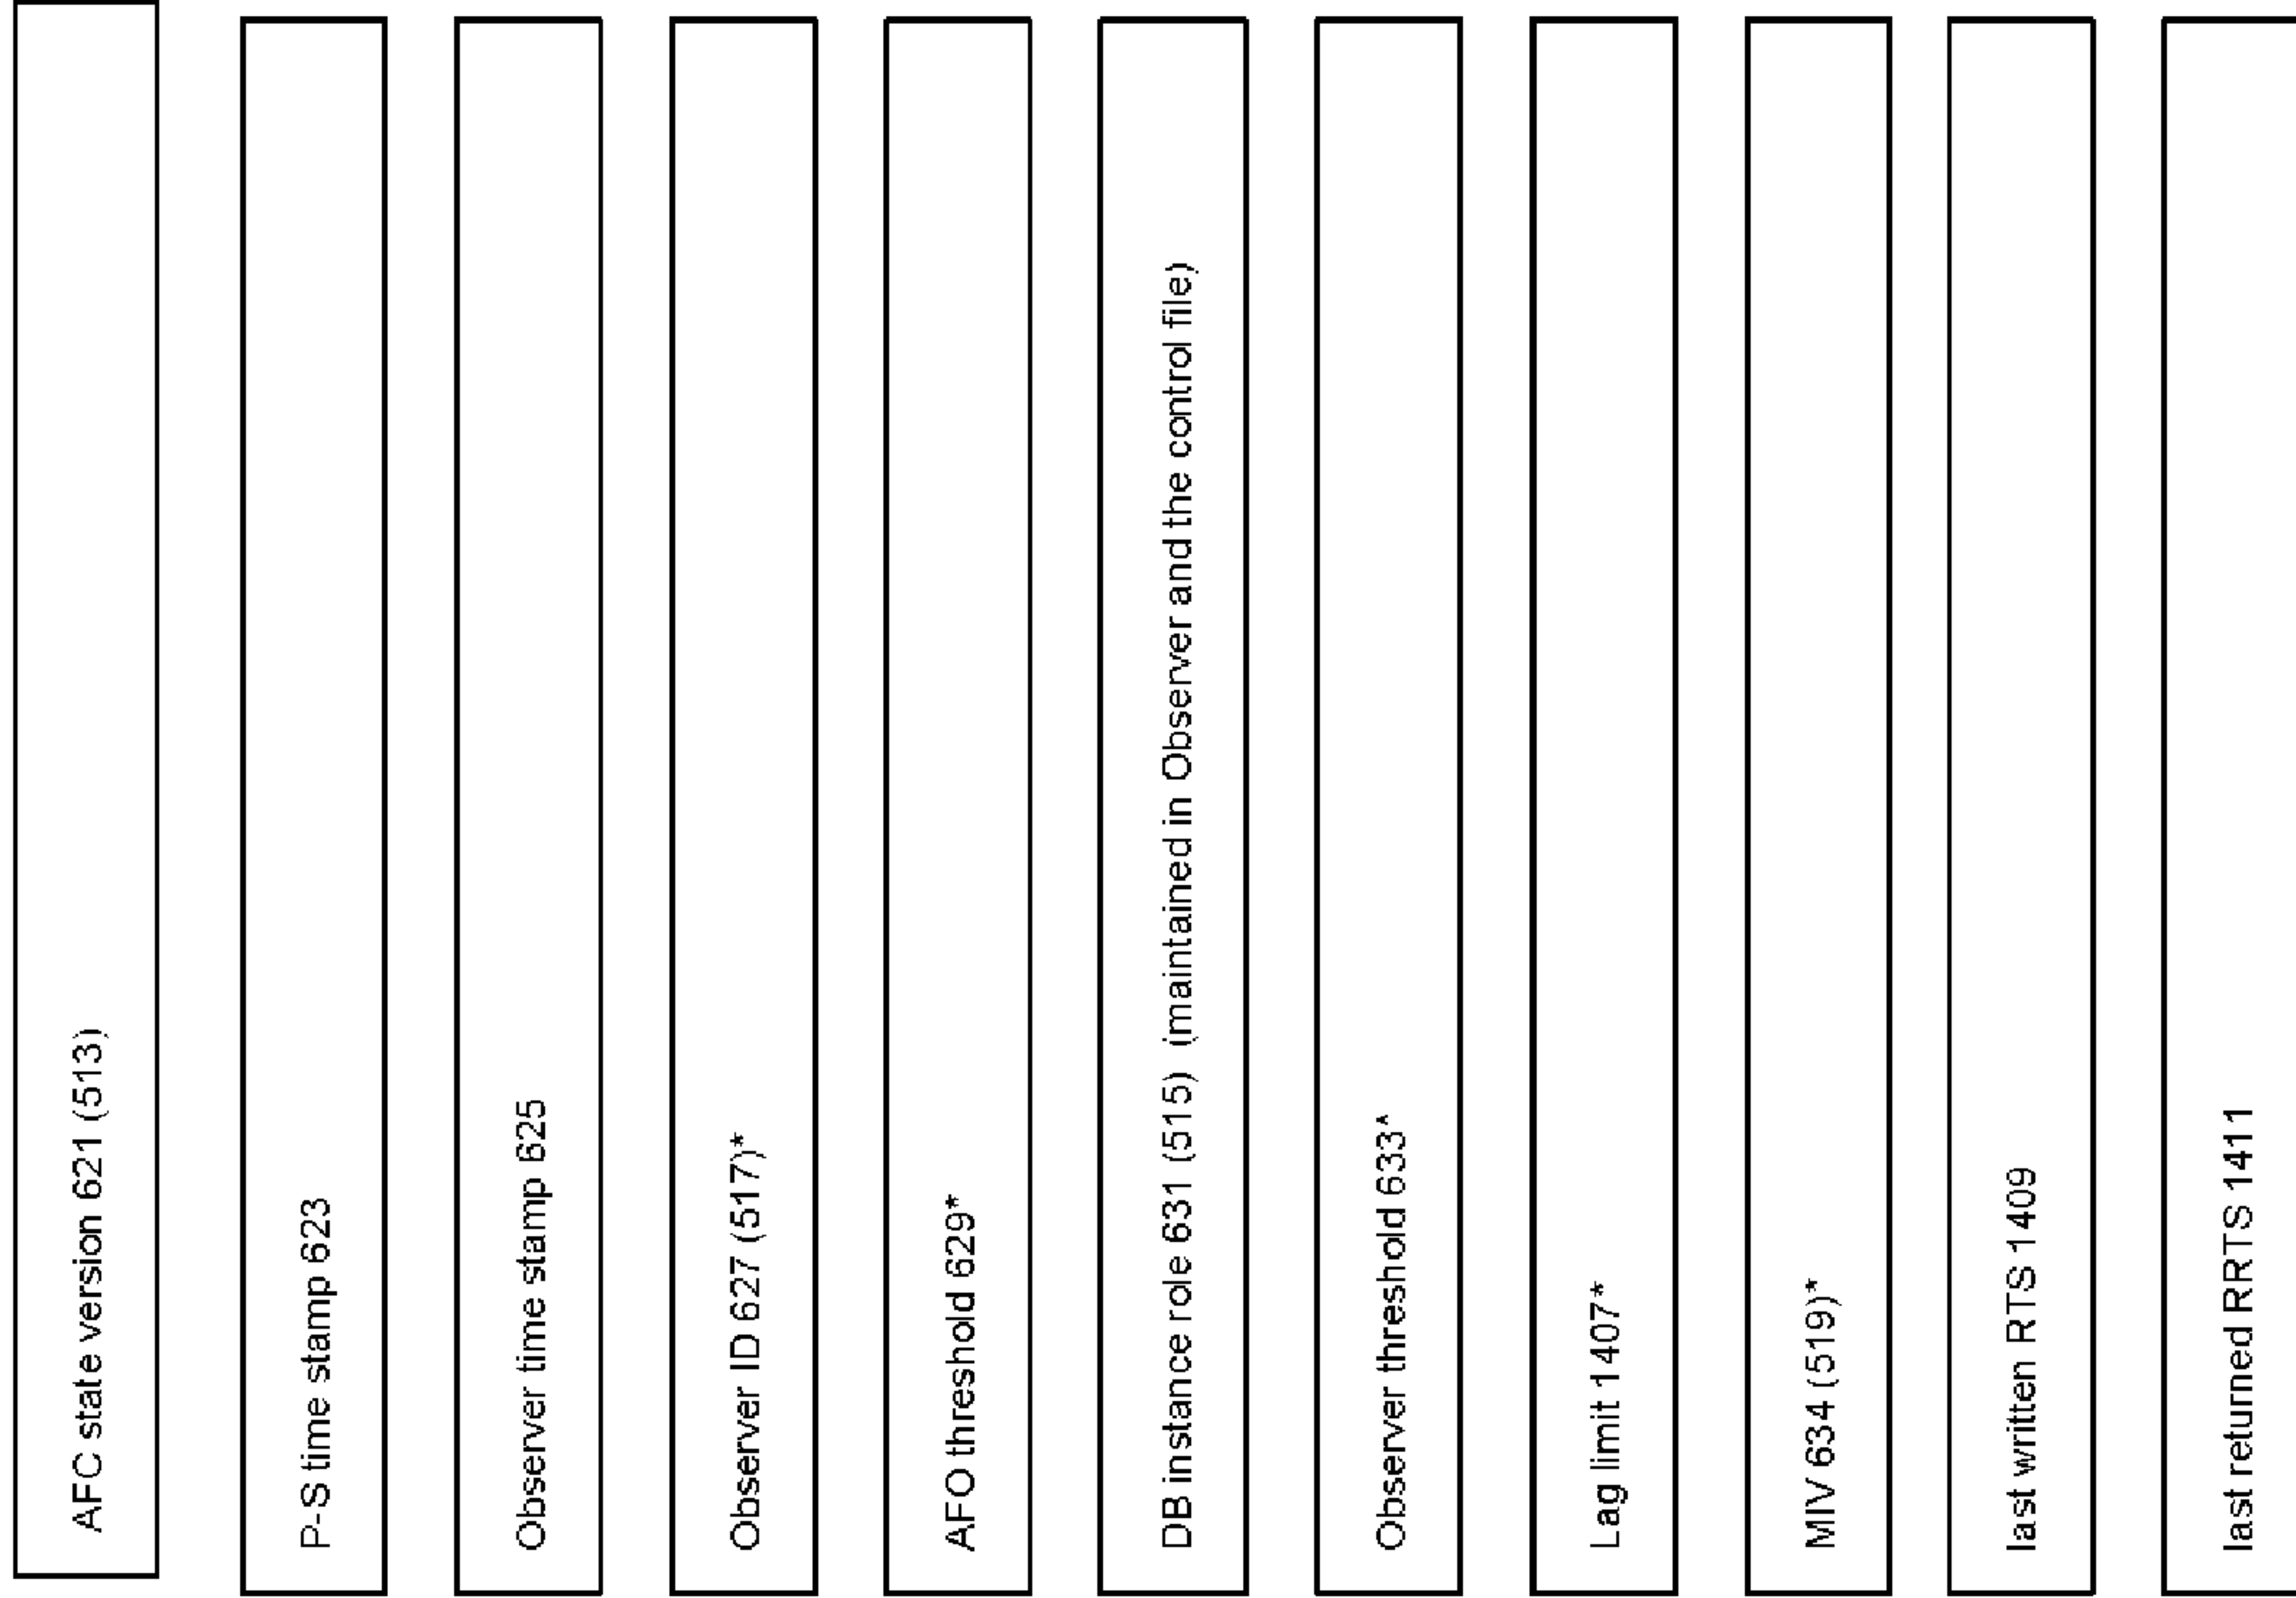 AFC state version 621 (513)
P-S time stamp 623
Observer time stamp 625
Observer ID 627 (517)*
AFO threshold 629*
DB instance role 631 (515) (maintained in Observer and the control file)
Observer threshold 633^
Lag limit 1407*
MIV 634 (519)*
last written RTS 1409
last returned RRTS 1411